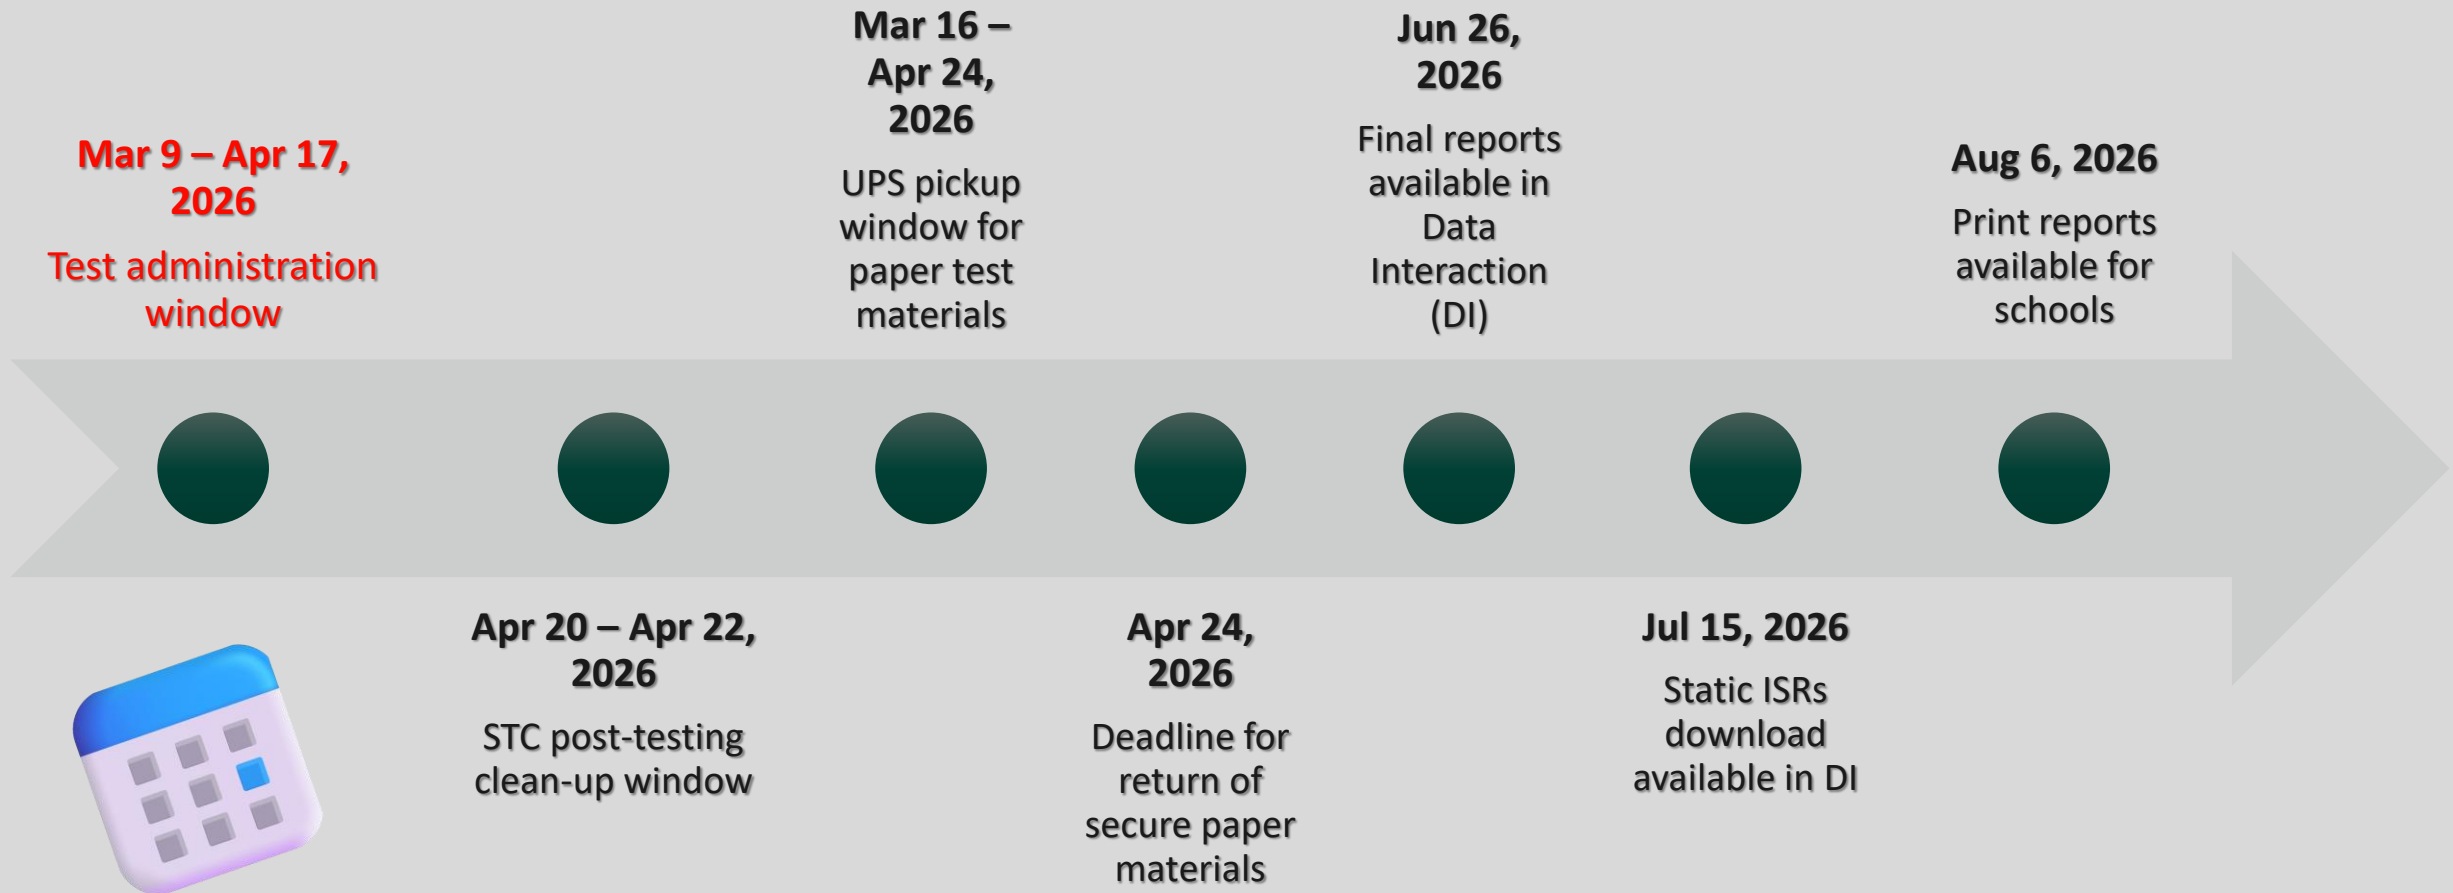 Mar 9 – Apr 17,
2026
Test administration
window
Apr 20 – Apr 22,
2026
STC post-testing
clean-up window
Mar 16 –
Apr 24,
2026
UPS pickup
window for
paper test
materials
Apr 24,
2026
Deadline for
return of
secure paper
materials
Jun 26,
2026
Final reports
available in
Data
Interaction
(DI)
Jul 15, 2026
Static ISRs
download
available in DI
Aug 6, 2026
Print reports
available for
schools